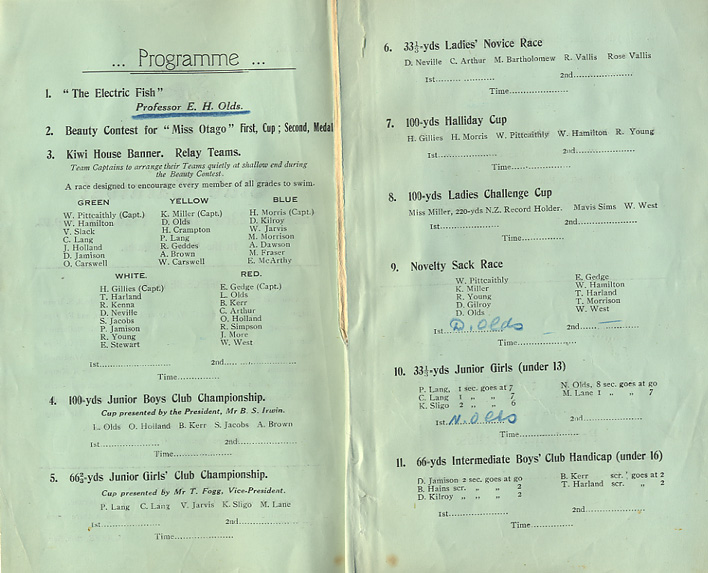 ... Programme ...
1. "The Electric Fish"
Professor E. H. Olds.
2. Beauty Contest for "Miss Otago" First, Cup; Second, Medal
3. Kiwi House Banner. Relay Teams.
Team Captains to arrange their Teams quietly at shallow end during
the Beauty Contest.
A race designed to encourage every member of all grades to swim.
GREEN YELLOW BLUE
W. Pittcaithly (Capt.) K. Miller (Capt.) H. Morris (Capt.)
W. Hamilton D. Olds D. Kilroy
V. Slack H. Crampton W. Jarvis
C. Lang P. Lang M. Morrison
J. Holland R. Geddes A. Dawson
D. Jamison A. Brown M. Fraser
O. Carswell W. Carswell E. McArthy
WHITE. RED.
H. Gillies (Capt.) E. Gedge (Capt.)
T. Harland L. Olds
R. Kenna B. Kerr
D. Neville C. Arthur
S. Jacobs O. Holland
P. Jamison R. Simpson
R. Young J. More
E. Stewart W. West
1st.................... 2nd.....................
Time...............
4. 100-yds Junior Boys Club Championship.
Cup presented by the President, Mr B. S. Irwin.
L. Olds O. Holland B. Kerr S. Jacobs A. Brown
1st.................... 2nd.....................
Time...............
5. 66⅔-yds Junior Girls' Club Championship.
Cup presented by Mr T. Fogg, Vice-President.
P. Lang C. Lang V. Jarvis K. Sligo M. Lane
1st.................... 2nd.....................
Time...............
6. 33⅓-yds Ladies' Novice Race
D. Neville C. Arthur M. Bartholomew R. Vallis Rose Vallis
1st.................... 2nd.....................
Time...............
7. 100-yds Halliday Cup
H. Gillies H. Morris W. Pittcaithly W. Hamilton R. Young
1st.................... 2nd.....................
Time...............
8. 100-yds Ladies Challenge Cup
Miss Miller, 220-yds N.Z. Record Holder. Mavis Sims W. West
1st.................... 2nd.....................
Time...............
9. Novelty Sack Race
W. Pittcaithly E. Gedge
K. Miller W. Hamilton
R. Young T. Harland
D. Gilroy T. Morrison
D. Olds W. West
1st D. Olds 2nd.....................
Time...............
10. 33⅓-yds Junior Girls (under 13)
P. Lang, 1 sec. goes at 7 N. Olds, 8 sec. goes at go
C. Lang 1 „ „ 7 M. Lane 1 „ „ 7
K. Sligo 2 „ „ 6
1st. N. Olds 2nd.....................
Time...............
11. 66-yds Intermediate Boys' Club Handicap (under 16)
D. Jamison 2 sec. goes at go B. Kerr scr. goes at 2
B. Hains scr. „ „ 2 T. Harland scr. „ 2
D. Kilroy „ „ „ 2
1st.................... 2nd.....................
Time...............